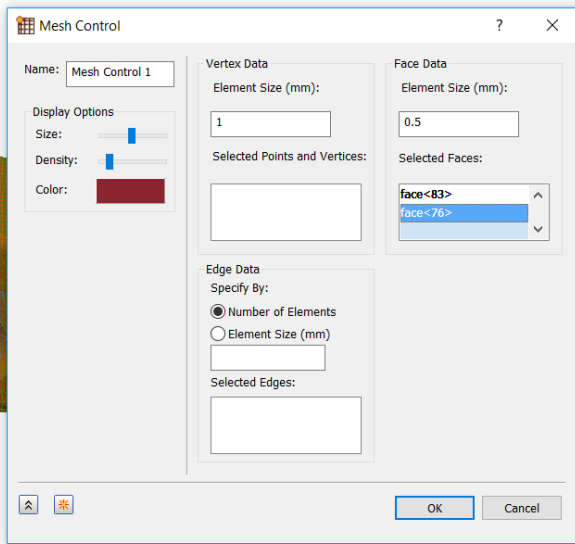 Mesh Control
?
Name:
Mesh Control 1
Display Options
Size:
Density:
Color:
Vertex Data
Element Size (mm):
1
Selected Points and Vertices:
Face Data
Element Size (mm):
0.5
Selected Faces:
face<83>
face<76>
Edge Data
Specify By:
Number of Elements
Element Size (mm)
Selected Edges:
OK
Cancel